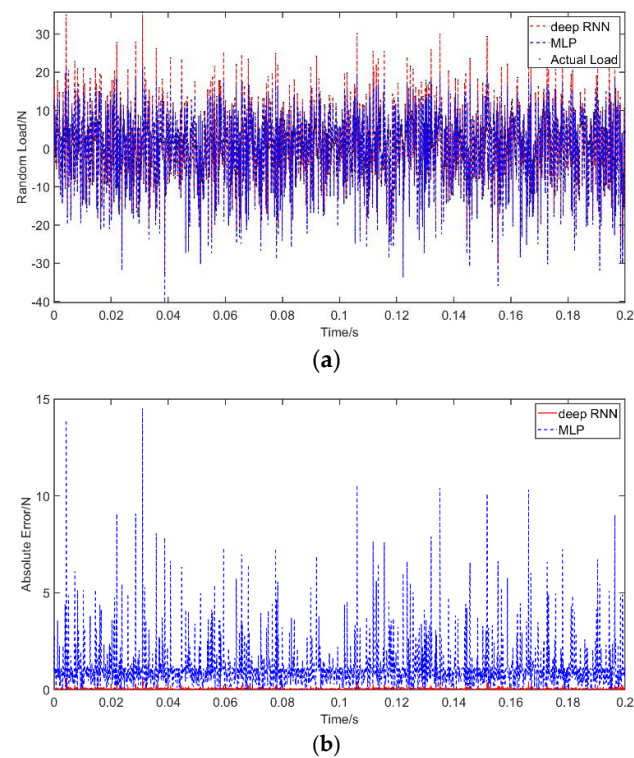 deep RNN
MLP
Actual Load
30
20
10
0
-10
-20
-30
-40
Random Load/N
0 0.02 0.04 0.06 0.08 0.1 0.12 0.14 0.16 0.18 0.2
Time/s
(a)
deep RNN
MLP
15
10
5
0
Absolute Error/N
0 0.02 0.04 0.06 0.08 0.1 0.12 0.14 0.16 0.18 0.2
Time/s
(b)